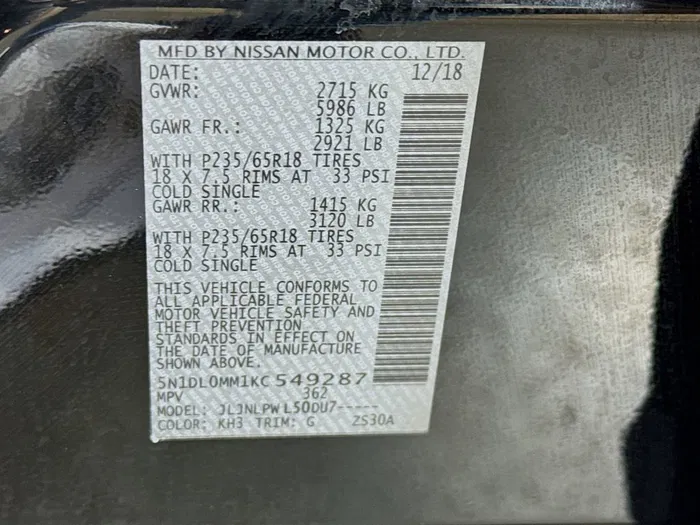 MFD BY NISSAN MOTOR CO., LTD.
DATE: 12/18
GVWR: 2715 KG
5986 LB
GAWR FR.: 1325 KG
2921 LB
WITH P235/65R18 TIRES
18 X 7.5 RIMS AT 33 PSI
COLD SINGLE
GAWR RR.: 1415 KG
3120 LB
WITH P235/65R18 TIRES
18 X 7.5 RIMS AT 33 PSI
COLD SINGLE
THIS VEHICLE CONFORMS TO
ALL APPLICABLE FEDERAL
MOTOR VEHICLE SAFETY AND
THEFT PREVENTION
STANDARDS IN EFFECT ON
THE DATE OF MANUFACTURE
SHOWN ABOVE.
5N1DL0MM1KC549287
MPV 362
MODEL: JLJNLPW L50DU7-----
COLOR: KH3 TRIM: G ZS30A